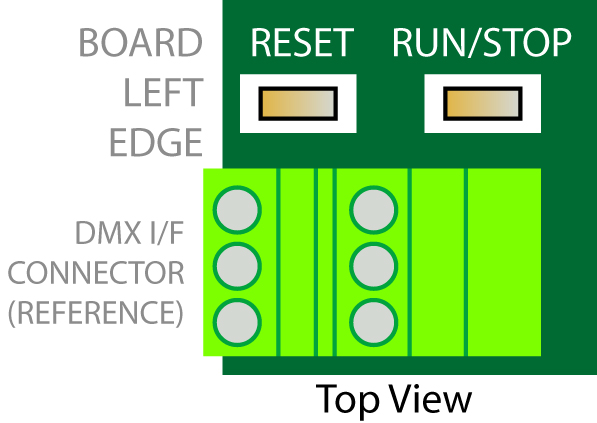 BOARD
LEFT
EDGE
RESET
RUN/STOP
DMX I/F
CONNECTOR
(REFERENCE)
Top View